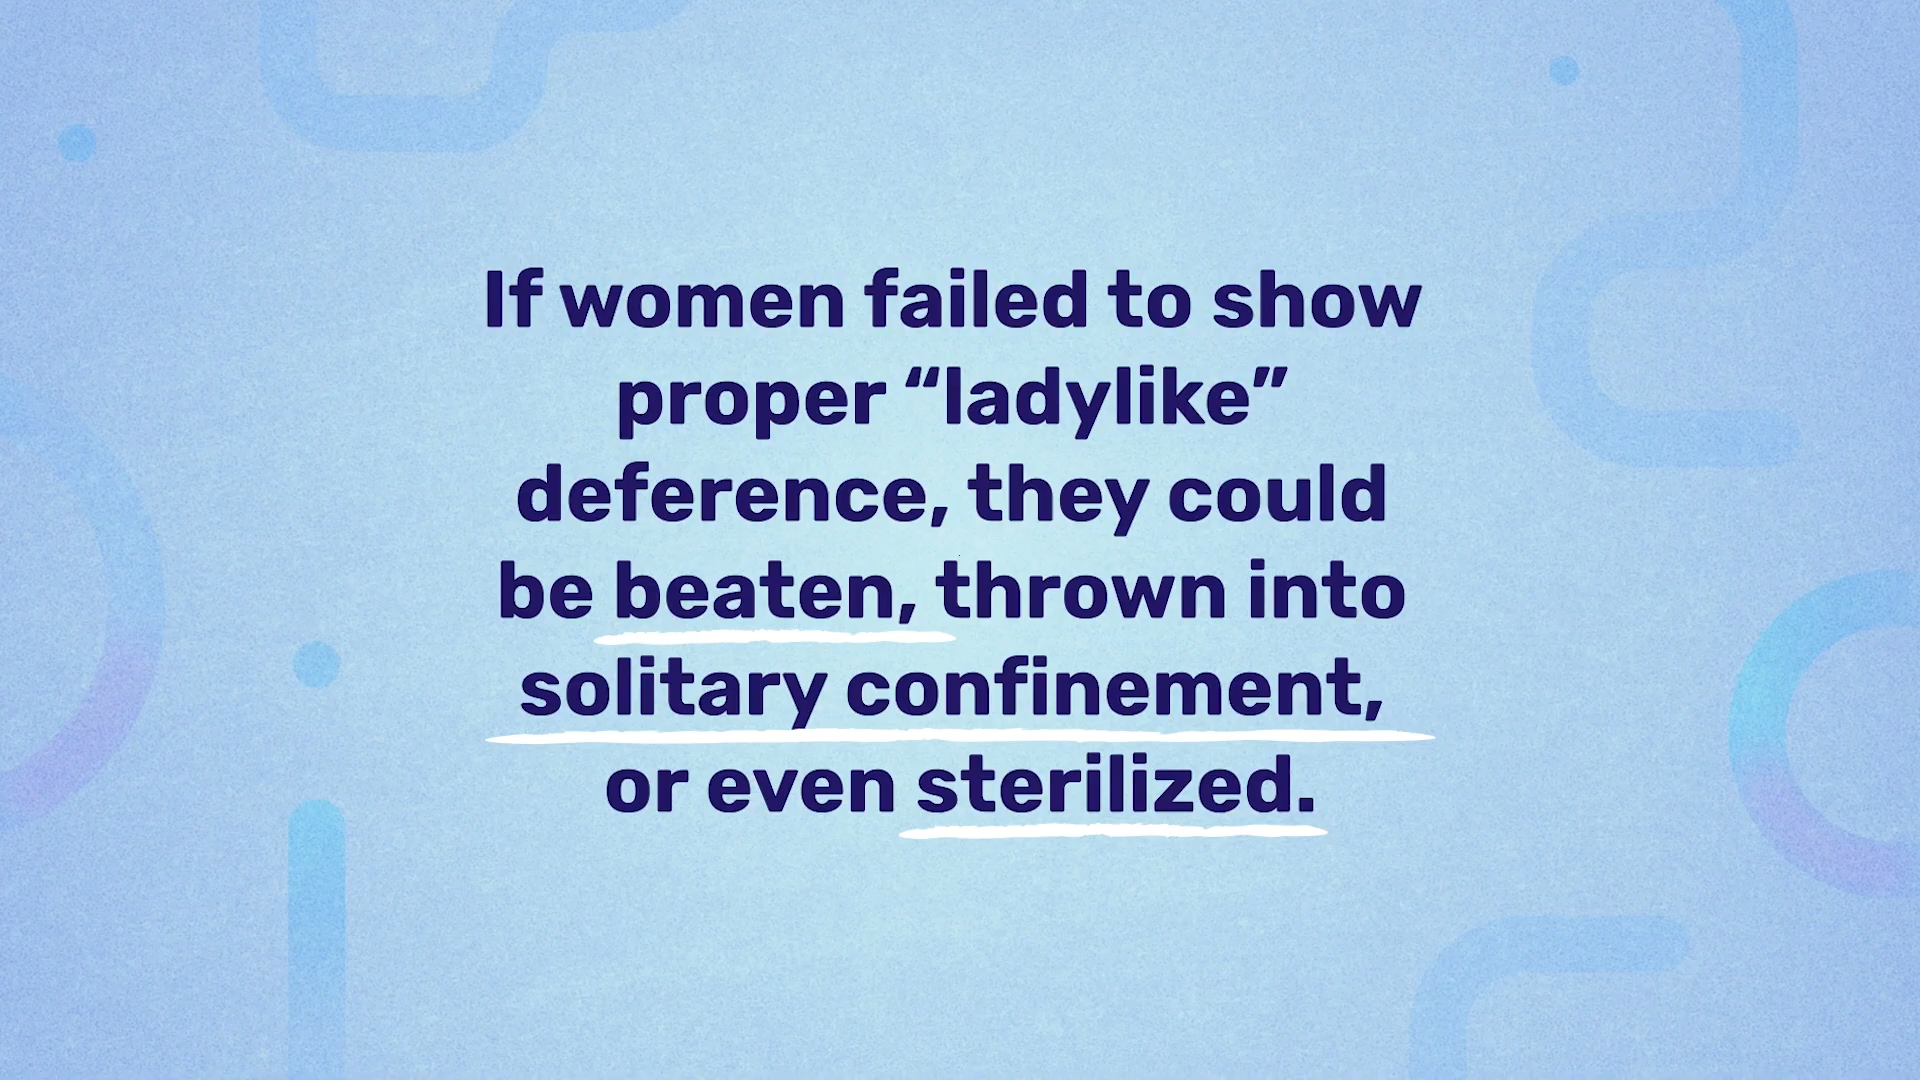 If women failed to show
proper “ladylike”
deference, they could
be beaten, thrown into
solitary confinement,
or even sterilized.